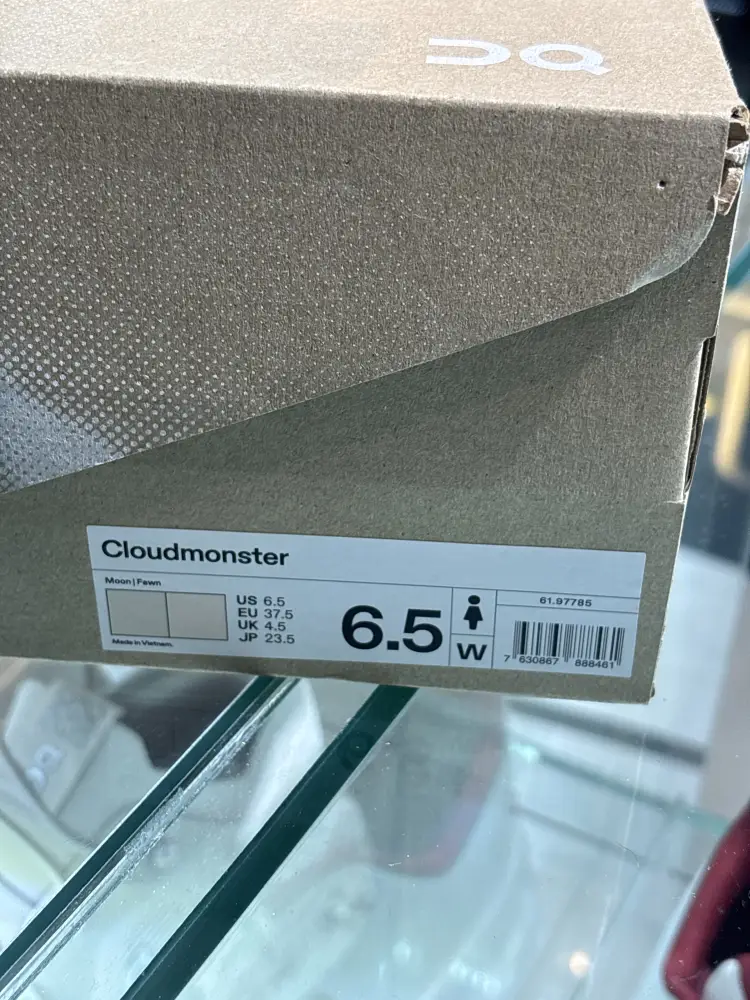 Cloudmonster
Moon | Fawn
Made in Vietnam.
US 6.5
EU 37.5
UK 4.5
JP 23.5
6.5
W
61.97785
7 630867 888461